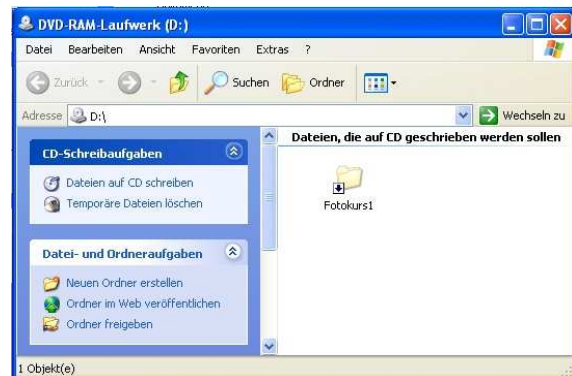 DVD-RAM-Laufwerk (D:)
Datei Bearbeiten Ansicht Favoriten Extras ?
Zurück Suchen Ordner
Adresse D:\ Wechseln zu
CD-Schreibaufgaben
Dateien auf CD schreiben
Temporäre Dateien löschen
Datei- und Ordneraufgaben
Neuen Ordner erstellen
Ordner im Web veröffentlichen
Ordner freigeben
Dateien, die auf CD geschrieben werden sollen
Fotokurs1
1 Objekt(e)